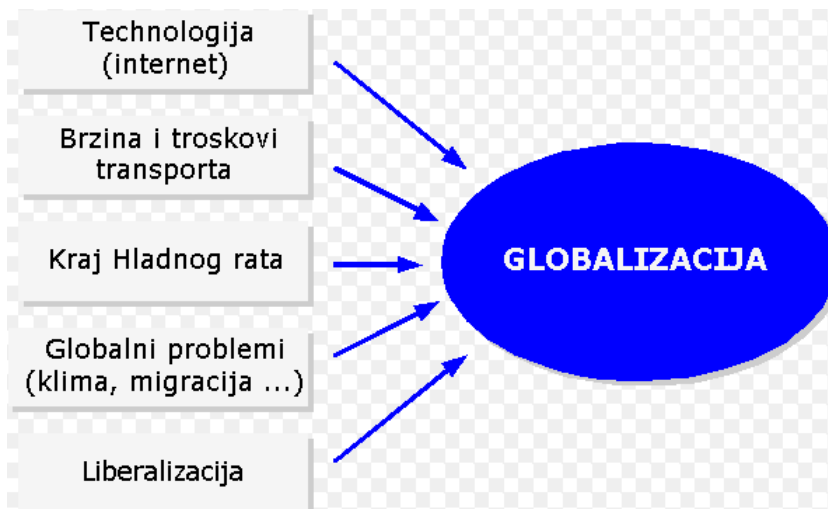 Technologija
(internet)
Brzina i troskovi
transporta
Kraj Hladnog rata
Globalni problemi
(klima, migracija ...)
Liberalizacija
GLOBALIZACIJA